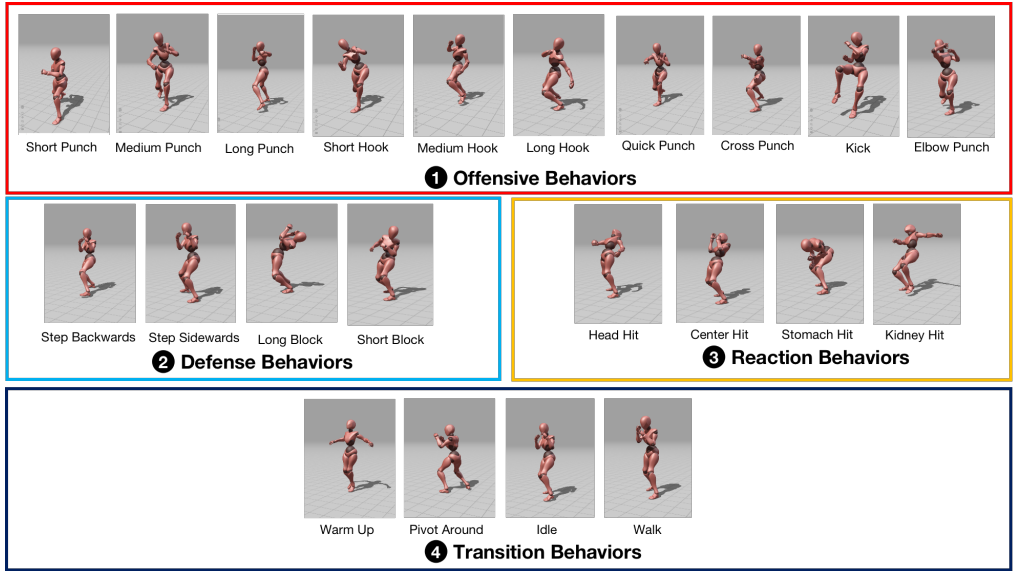 Short Punch
Medium Punch
Long Punch
Short Hook
Medium Hook
Long Hook
Quick Punch
Cross Punch
Kick
Elbow Punch
1 Offensive Behaviors
Step Backwards
Step Sidewards
Long Block
Short Block
2 Defense Behaviors
Head Hit
Center Hit
Stomach Hit
Kidney Hit
3 Reaction Behaviors
Warm Up
Pivot Around
Idle
Walk
4 Transition Behaviors